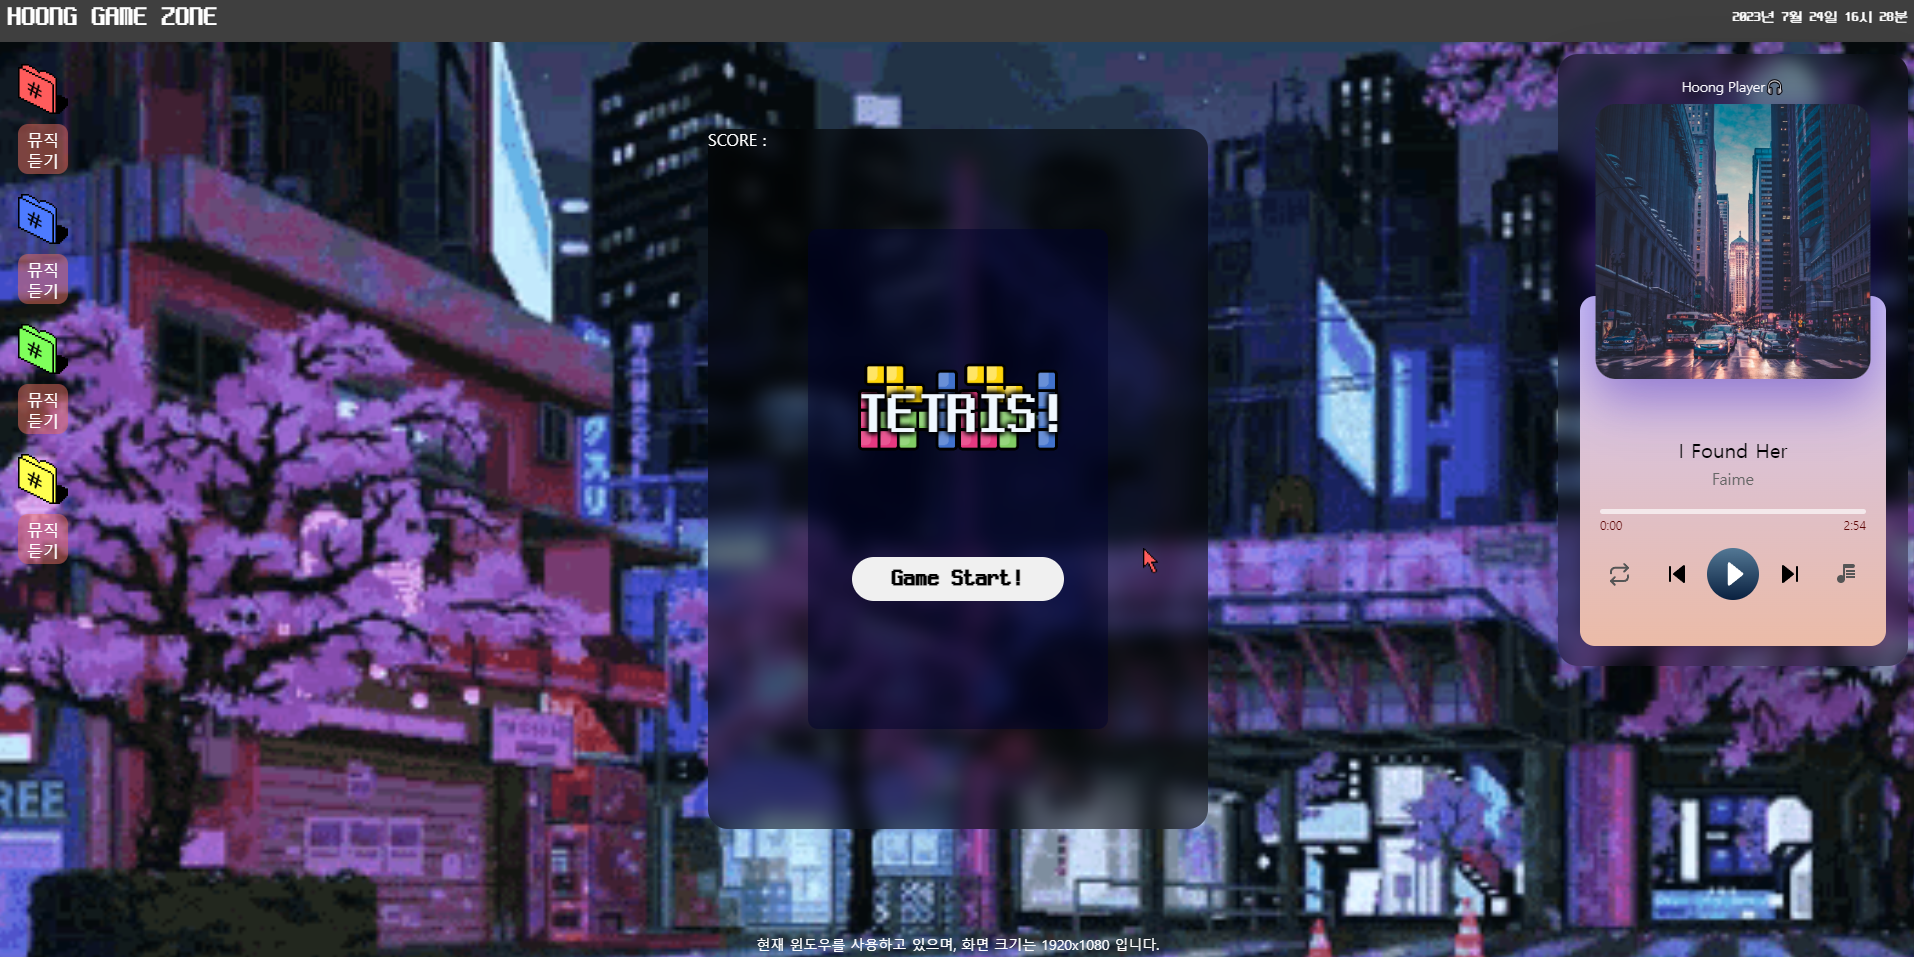 HOONG GAME ZONE
2023년 7월 24일 16시 28분
#
뮤직
듣기
#
뮤직
듣기
#
뮤직
듣기
#
뮤직
듣기
SCORE :
TETRIS!
Game Start!
Hoong Player
I Found Her
Faime
0:00
2:54
REE
현재 윈도우를 사용하고 있으며, 화면 크기는 1920x1080 입니다.